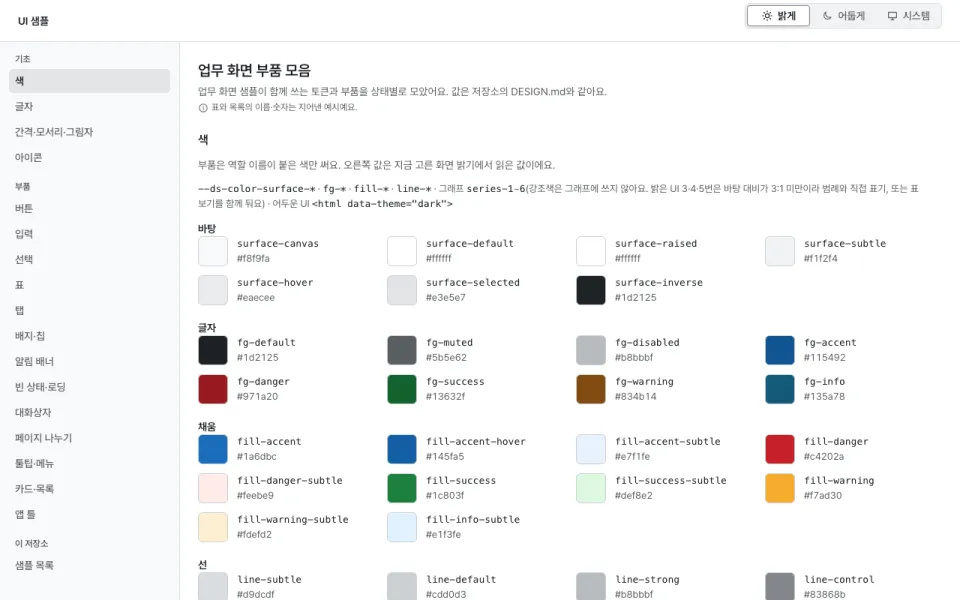 UI 샘플
밝게
어둡게
시스템
기초
색
글자
간격·모서리·그림자
아이콘
부품
버튼
입력
선택
표
탭
배지·칩
알림 배너
빈 상태·로딩
대화상자
페이지 나누기
툴팁·메뉴
카드·목록
앱 틀
이 저장소
샘플 목록
업무 화면 부품 모음
업무 화면 샘플이 함께 쓰는 토큰과 부품을 상태별로 모았어요. 값은 저장소의 DESIGN.md와 같아요.
표와 목록의 이름·숫자는 지어낸 예시예요.
색
부품은 역할 이름이 붙은 색만 써요. 오른쪽 값은 지금 고른 화면 밝기에서 읽은 값이에요.
--ds-color-surface-* · fg-* · fill-* · line-* · 그래프 series-1–6(강조색은 그래프에 쓰지 않아요. 밝은 UI 3·4·5번은 바탕 대비가 3:1 미만이라 범례와 직접 표기, 또는 표
보기를 함께 둬요) · 어두운 UI <html data-theme="dark">
바탕
surface-canvas
#f8f9fa
surface-default
#ffffff
surface-raised
#ffffff
surface-subtle
#f1f2f4
surface-hover
#eaecee
surface-selected
#e3e5e7
surface-inverse
#1d2125
글자
fg-default
#1d2125
fg-muted
#5b5e62
fg-disabled
#b8bbbf
fg-accent
#115492
fg-danger
#971a20
fg-success
#13632f
fg-warning
#834b14
fg-info
#135a78
채움
fill-accent
#1a6dbc
fill-accent-hover
#145fa5
fill-accent-subtle
#e7f1fe
fill-danger
#c4202a
fill-danger-subtle
#feebe9
fill-success
#1c803f
fill-success-subtle
#def8e2
fill-warning
#f7ad30
fill-warning-subtle
#fdefd2
fill-info-subtle
#e1f3fe
선
line-subtle
#d9dcdf
line-default
#cdd0d3
line-strong
#b8bbbf
line-control
#83868b